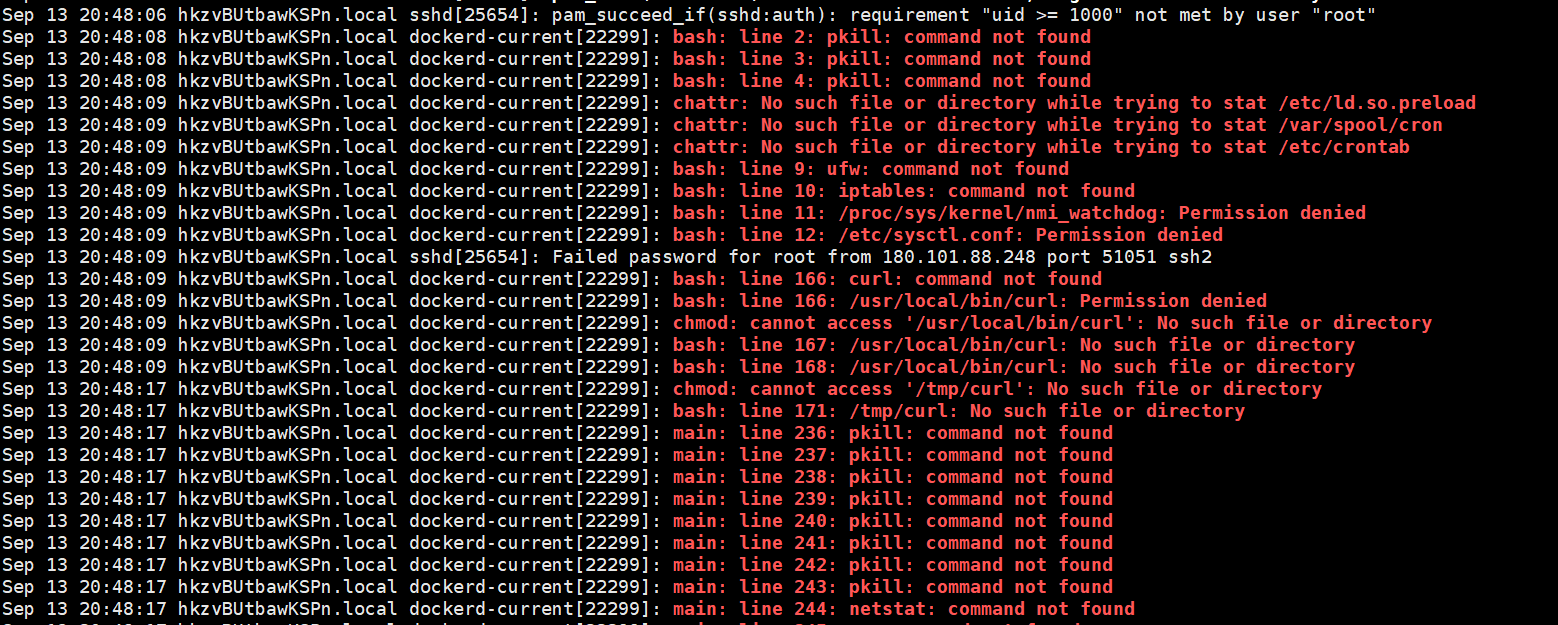 Sep 13 20:48:06 hkzvBUtbawKSPn.local sshd[25654]: pam_succeed_if(sshd:auth): requirement "uid >= 1000" not met by user "root"
Sep 13 20:48:08 hkzvBUtbawKSPn.local dockerd-current[22299]: bash: line 2: pkill: command not found
Sep 13 20:48:08 hkzvBUtbawKSPn.local dockerd-current[22299]: bash: line 3: pkill: command not found
Sep 13 20:48:08 hkzvBUtbawKSPn.local dockerd-current[22299]: bash: line 4: pkill: command not found
Sep 13 20:48:09 hkzvBUtbawKSPn.local dockerd-current[22299]: chattr: No such file or directory while trying to stat /etc/ld.so.preload
Sep 13 20:48:09 hkzvBUtbawKSPn.local dockerd-current[22299]: chattr: No such file or directory while trying to stat /var/spool/cron
Sep 13 20:48:09 hkzvBUtbawKSPn.local dockerd-current[22299]: chattr: No such file or directory while trying to stat /etc/crontab
Sep 13 20:48:09 hkzvBUtbawKSPn.local dockerd-current[22299]: bash: line 9: ufw: command not found
Sep 13 20:48:09 hkzvBUtbawKSPn.local dockerd-current[22299]: bash: line 10: iptables: command not found
Sep 13 20:48:09 hkzvBUtbawKSPn.local dockerd-current[22299]: bash: line 11: /proc/sys/kernel/nmi_watchdog: Permission denied
Sep 13 20:48:09 hkzvBUtbawKSPn.local dockerd-current[22299]: bash: line 12: /etc/sysctl.conf: Permission denied
Sep 13 20:48:09 hkzvBUtbawKSPn.local sshd[25654]: Failed password for root from 180.101.88.248 port 51051 ssh2
Sep 13 20:48:09 hkzvBUtbawKSPn.local dockerd-current[22299]: bash: line 166: curl: command not found
Sep 13 20:48:09 hkzvBUtbawKSPn.local dockerd-current[22299]: bash: line 166: /usr/local/bin/curl: Permission denied
Sep 13 20:48:09 hkzvBUtbawKSPn.local dockerd-current[22299]: chmod: cannot access '/usr/local/bin/curl': No such file or directory
Sep 13 20:48:09 hkzvBUtbawKSPn.local dockerd-current[22299]: bash: line 167: /usr/local/bin/curl: No such file or directory
Sep 13 20:48:09 hkzvBUtbawKSPn.local dockerd-current[22299]: bash: line 168: /usr/local/bin/curl: No such file or directory
Sep 13 20:48:17 hkzvBUtbawKSPn.local dockerd-current[22299]: chmod: cannot access '/tmp/curl': No such file or directory
Sep 13 20:48:17 hkzvBUtbawKSPn.local dockerd-current[22299]: bash: line 171: /tmp/curl: No such file or directory
Sep 13 20:48:17 hkzvBUtbawKSPn.local dockerd-current[22299]: main: line 236: pkill: command not found
Sep 13 20:48:17 hkzvBUtbawKSPn.local dockerd-current[22299]: main: line 237: pkill: command not found
Sep 13 20:48:17 hkzvBUtbawKSPn.local dockerd-current[22299]: main: line 238: pkill: command not found
Sep 13 20:48:17 hkzvBUtbawKSPn.local dockerd-current[22299]: main: line 239: pkill: command not found
Sep 13 20:48:17 hkzvBUtbawKSPn.local dockerd-current[22299]: main: line 240: pkill: command not found
Sep 13 20:48:17 hkzvBUtbawKSPn.local dockerd-current[22299]: main: line 241: pkill: command not found
Sep 13 20:48:17 hkzvBUtbawKSPn.local dockerd-current[22299]: main: line 242: pkill: command not found
Sep 13 20:48:17 hkzvBUtbawKSPn.local dockerd-current[22299]: main: line 243: pkill: command not found
Sep 13 20:48:17 hkzvBUtbawKSPn.local dockerd-current[22299]: main: line 244: netstat: command not found